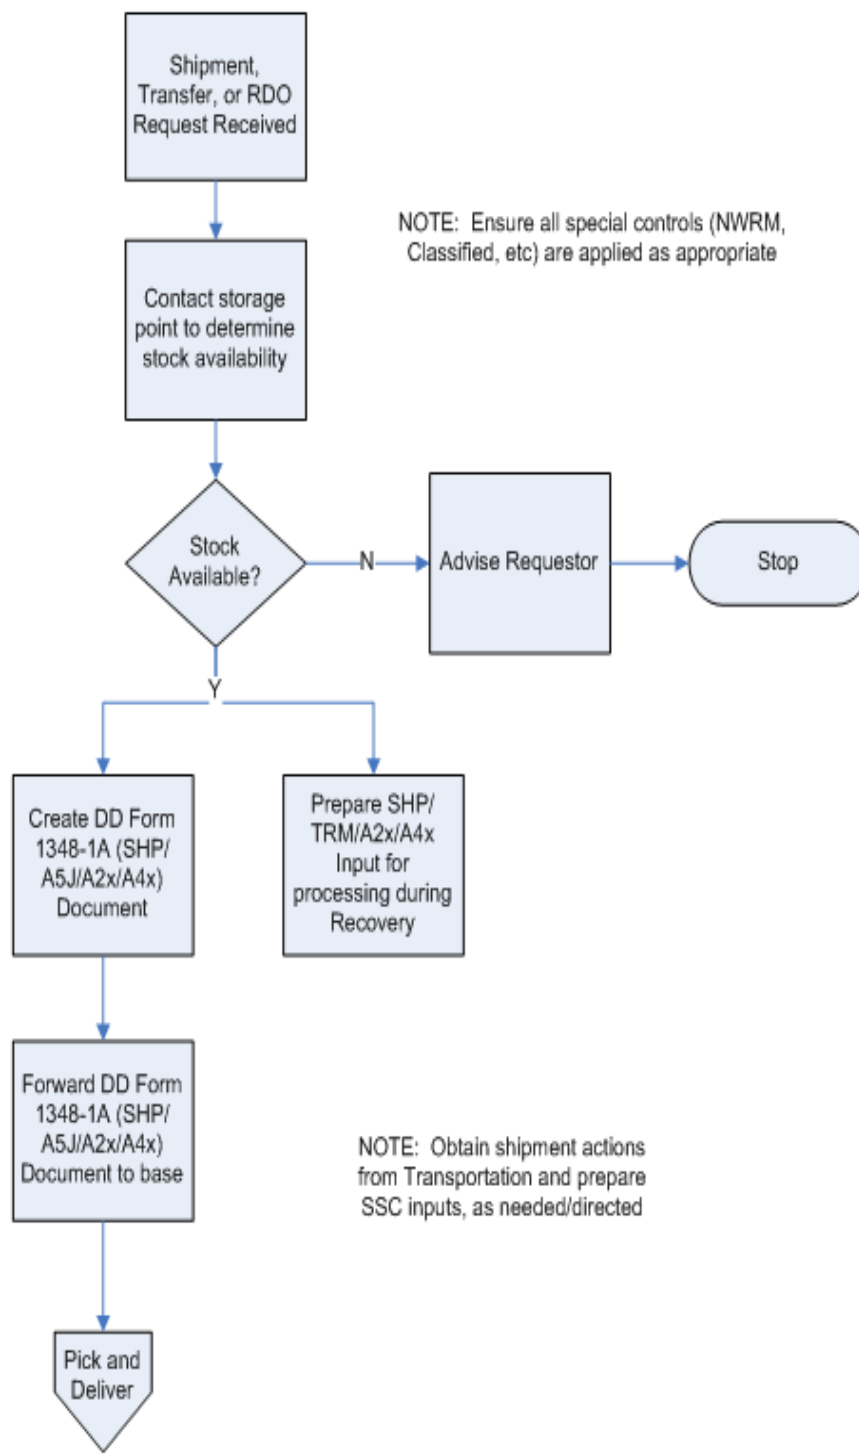 Shipment,
Transfer, or RDO
Request Received
NOTE:  Ensure all special controls (NWRM,
Classified, etc) are applied as appropriate
Contact storage
point to determine
stock availability
Stock
Available?
N
Advise Requestor
Stop
Y
Create DD Form
1348-1A (SHP/
A5J/A2x/A4x)
Document
Prepare SHP/
TRM/A2x/A4x
Input for
processing during
Recovery
Forward DD Form
1348-1A (SHP/
A5J/A2x/A4x)
Document to base
NOTE:  Obtain shipment actions
from Transportation and prepare
SSC inputs, as needed/directed
Pick and
Deliver